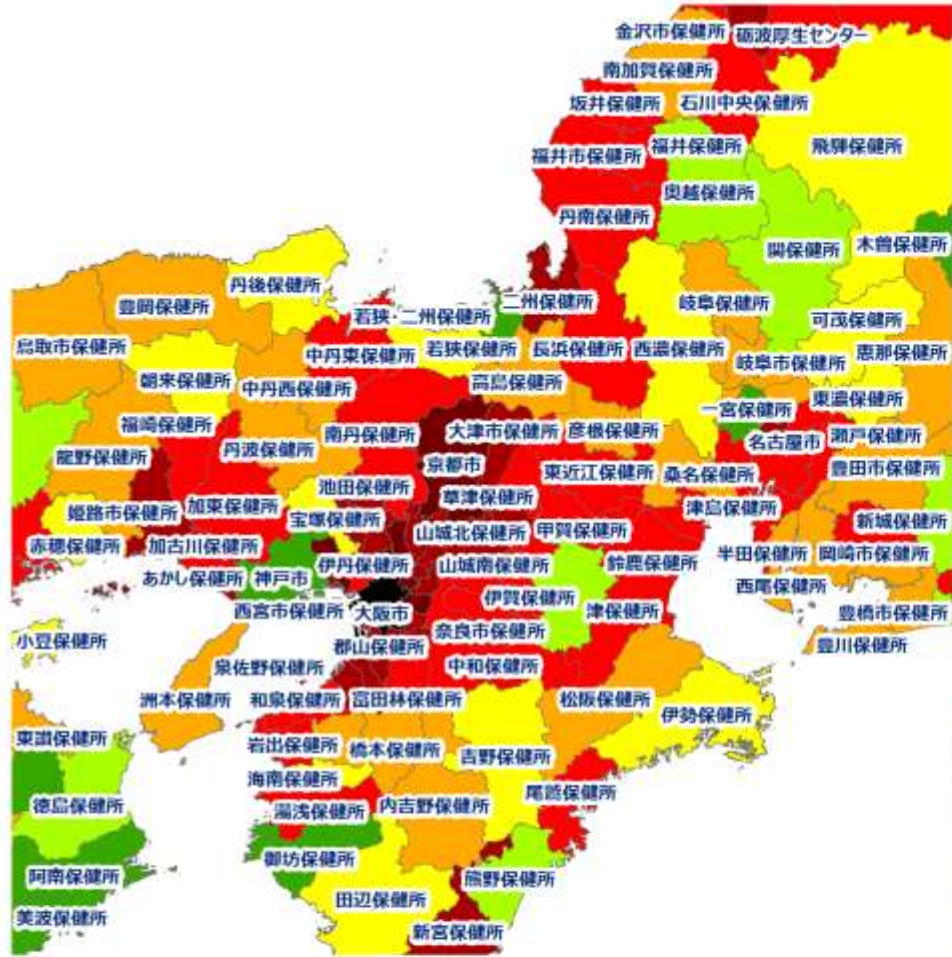 金沢市保健所
砺波厚生センター
南加賀保健所
坂井保健所
石川中央保健所
福井市保健所
福井保健所
飛騨保健所
奥越保健所
丹南保健所
関保健所
木曽保健所
丹後保健所
豊岡保健所
二州保健所
岐阜保健所
若狭・二州保健所
可茂保健所
鳥取市保健所
中丹東保健所
若狭保健所
長浜保健所
西濃保健所
岐阜市保健所
恵那保健所
朝来保健所
中丹西保健所
高島保健所
東濃保健所
一宮保健所
福崎保健所
南丹保健所
大津市保健所
彦根保健所
名古屋市
瀬戸保健所
龍野保健所
丹波保健所
京都市
東近江保健所
桑名保健所
豊田市保健所
池田保健所
草津保健所
加東保健所
津島保健所
姫路市保健所
宝塚保健所
新城保健所
山城北保健所
甲賀保健所
赤穂保健所
加古川保健所
伊丹保健所
山城南保健所
鈴鹿保健所
半田保健所
岡崎市保健所
あかし保健所
神戸市
西尾保健所
西宮市保健所
大阪市
伊賀保健所
津保健所
豊橋市保健所
奈良市保健所
小豆保健所
郡山保健所
豊川保健所
泉佐野保健所
中和保健所
洲本保健所
和泉保健所
富田林保健所
松阪保健所
伊勢保健所
東讃保健所
岩出保健所
橋本保健所
吉野保健所
海南保健所
尾鷲保健所
徳島保健所
湯浅保健所
内吉野保健所
御坊保健所
阿南保健所
熊野保健所
田辺保健所
美波保健所
新宮保健所